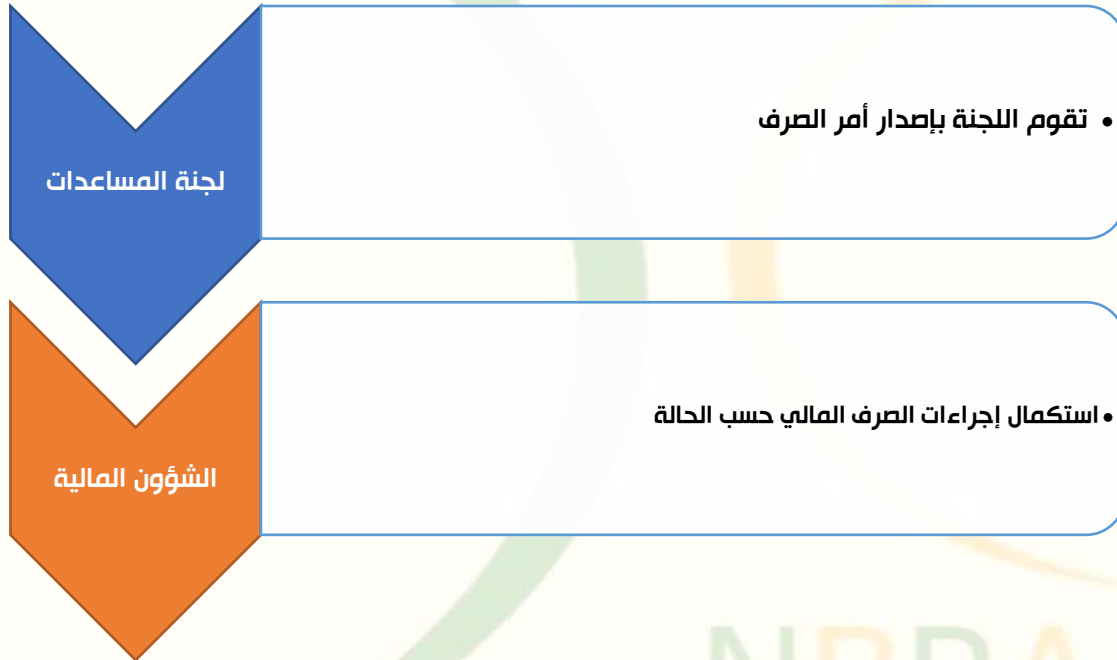 لجنة المساعدات
• تقوم اللجنة بإصدار أمر الصرف
الشؤون المالية
• استكمال إجراءات الصرف المالي حسب الحالة